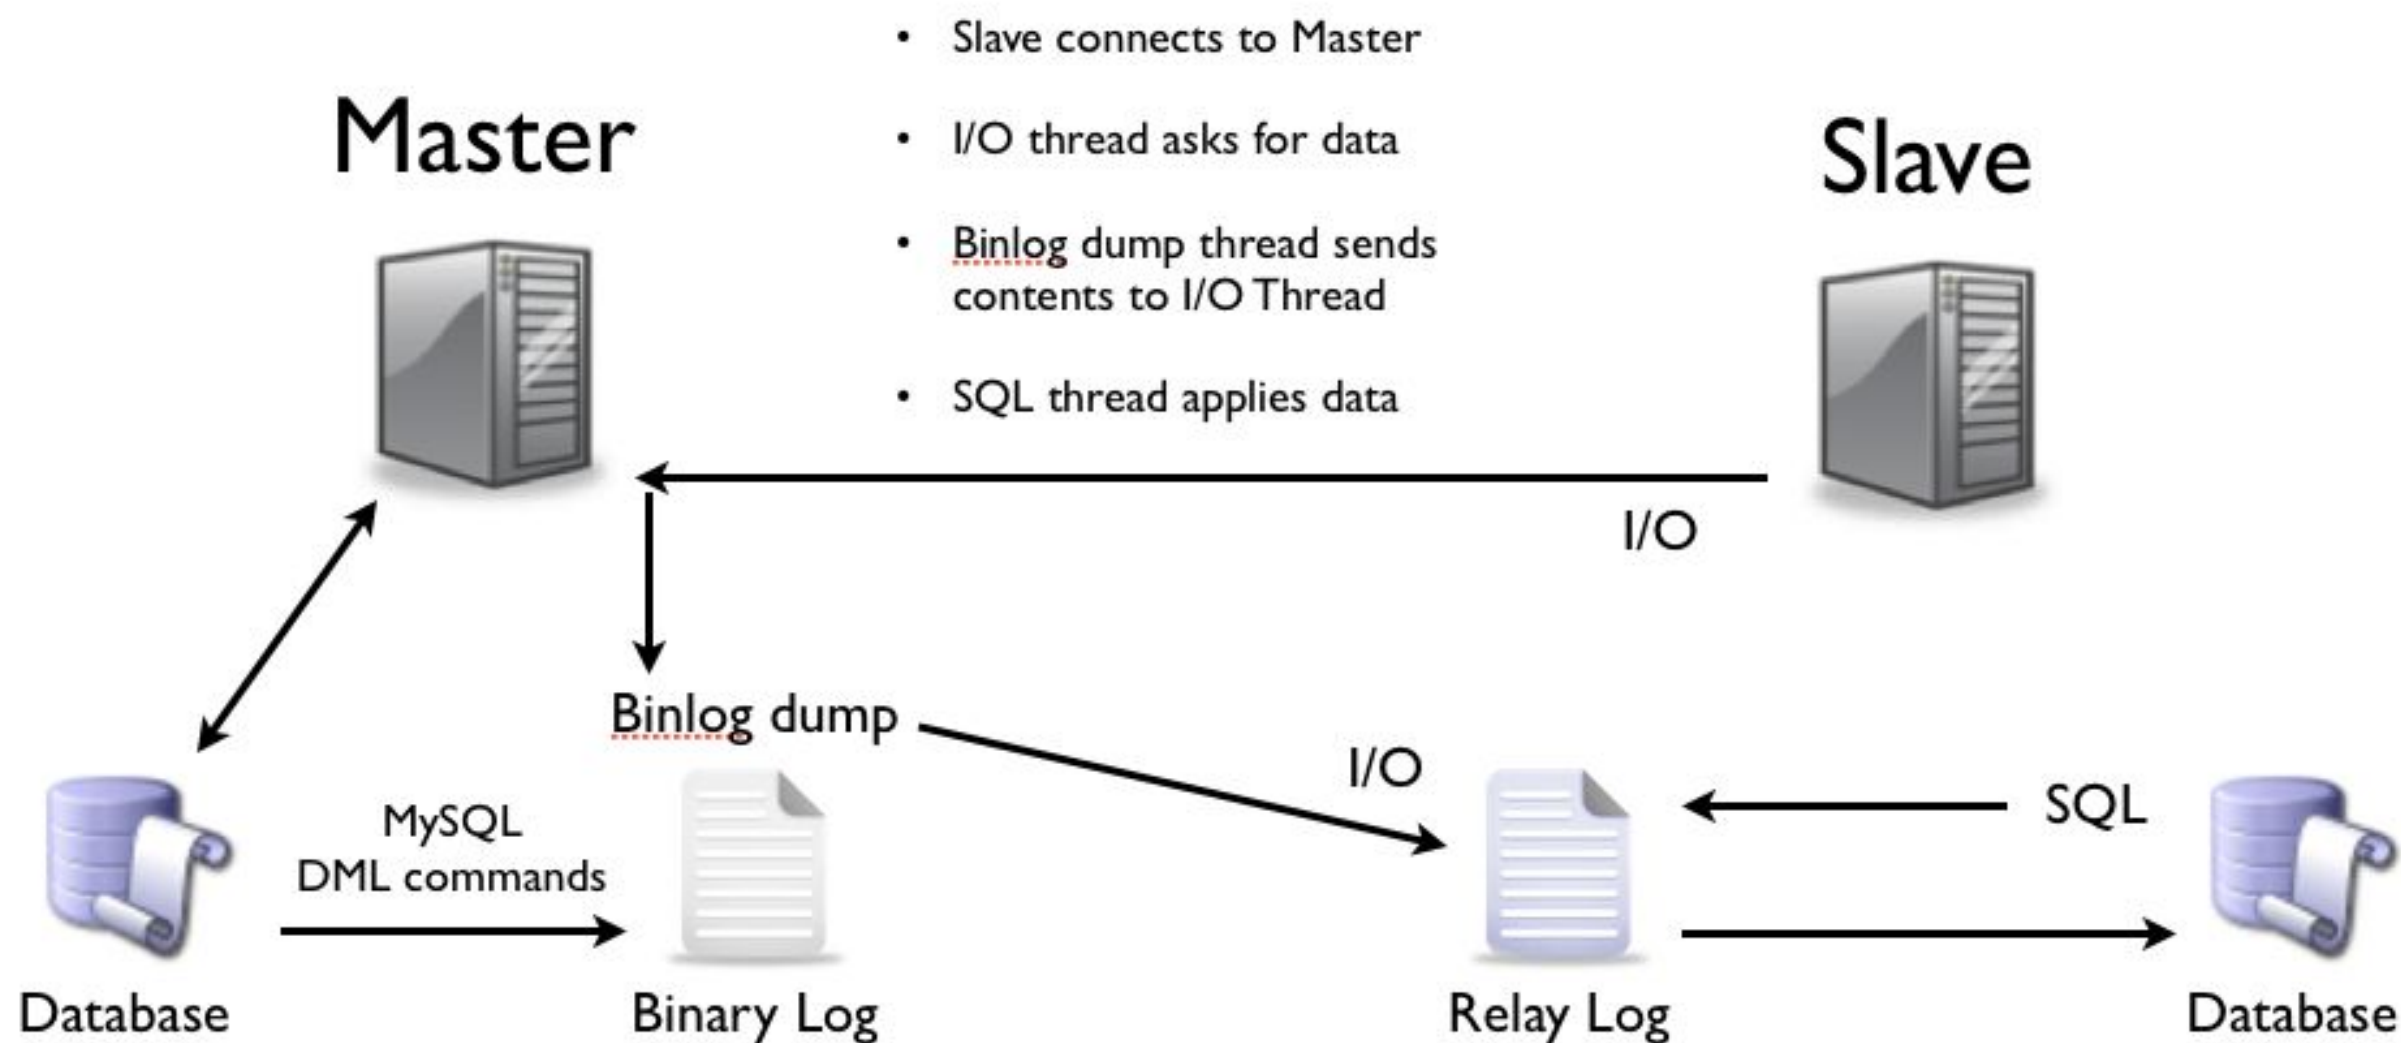 Slave connects to Master
Master
I/O thread asks for data
Slave
Binlog dump thread sends
contents to I/O Thread
SQL thread applies data
I/O
Binlog dump
I/O
SQL
MySQL
DML commands
Database
Binary Log
Relay Log
Database